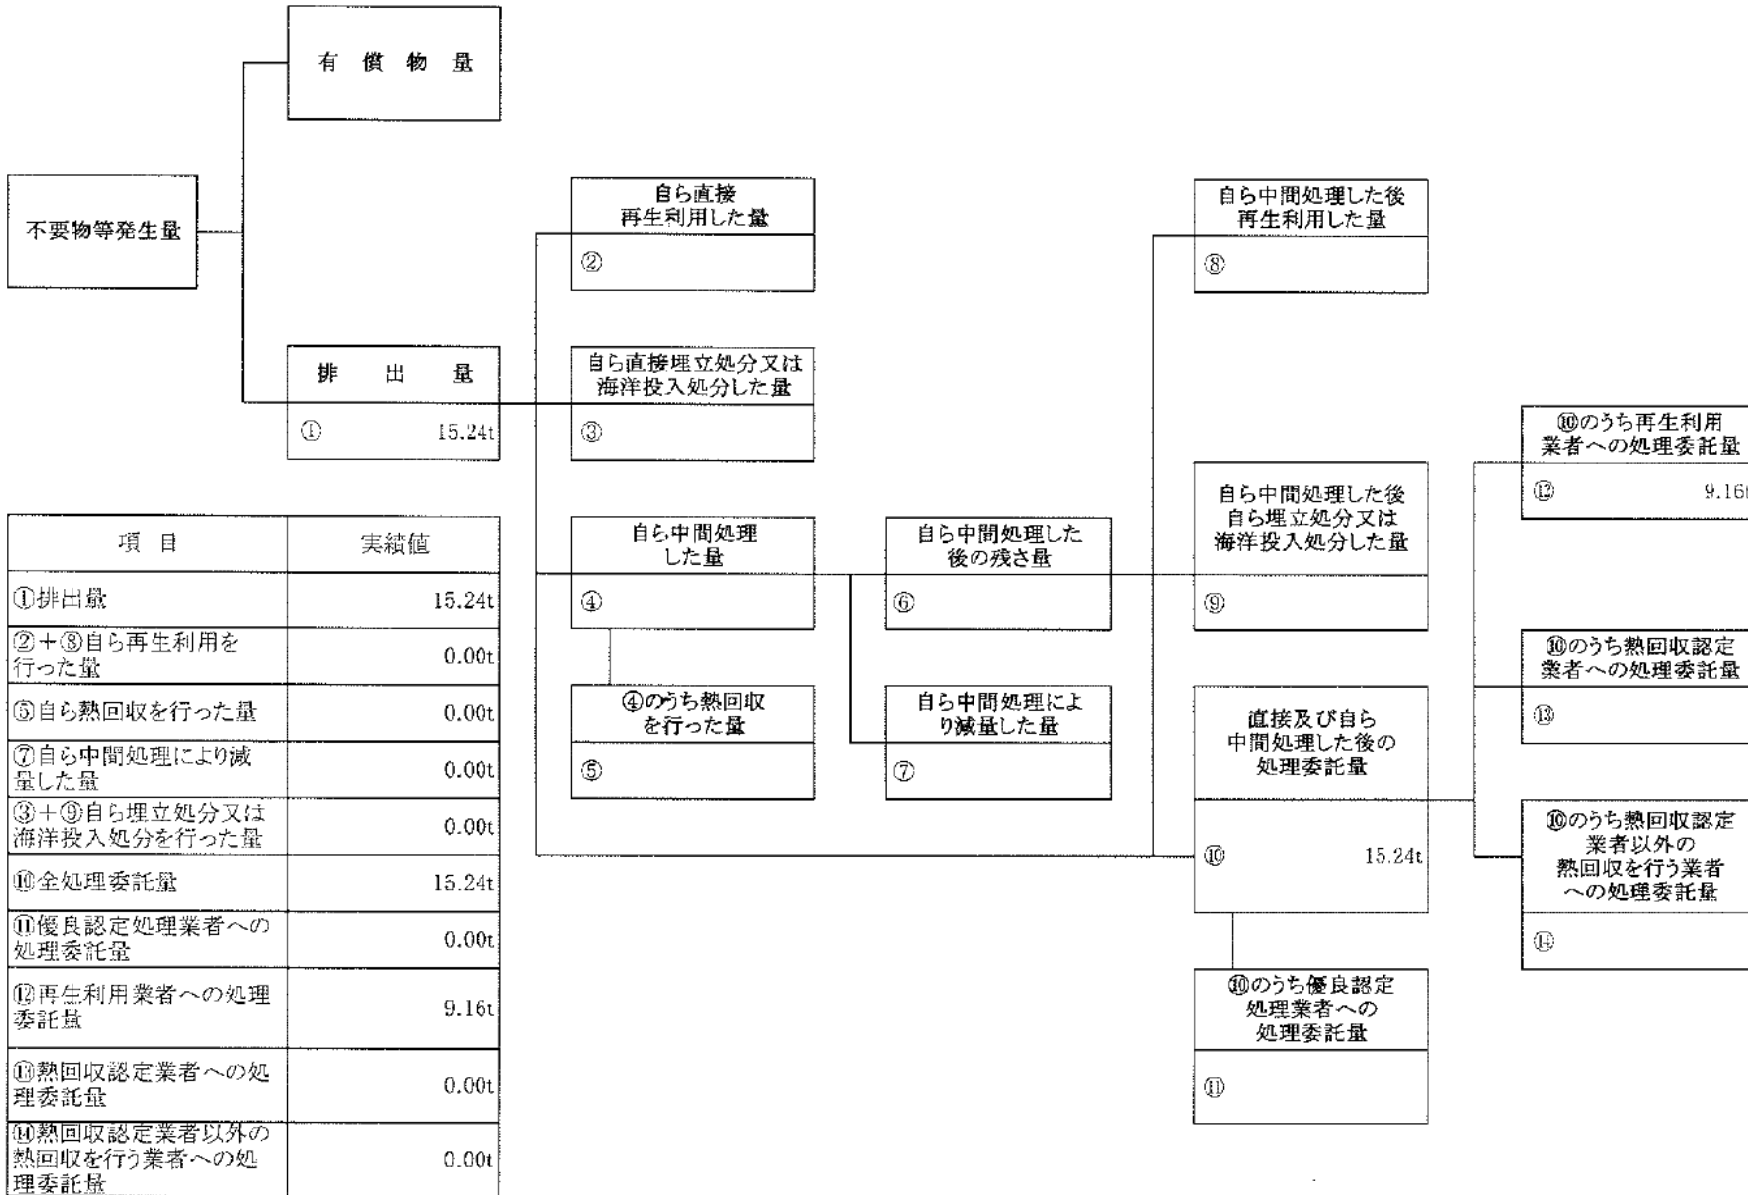 有償物量
不要物等発生量
排出量
① 15.24t
自ら直接
再生利用した量
②
自ら直接埋立処分又は
海洋投入処分した量
③
自ら中間処理
した量
④
④のうち熱回収
を行った量
⑤
自ら中間処理した
後の残さ量
⑥
自ら中間処理によ
り減量した量
⑦
自ら中間処理した後
再生利用した量
⑧
自ら中間処理した後
自ら埋立処分又は
海洋投入処分した量
⑨
直接及び自ら
中間処理した後の
処理委託量
⑩ 15.24t
⑩のうち優良認定
処理業者への
処理委託量
⑪
⑩のうち再生利用
業者への処理委託量
⑫ 9.16t
⑩のうち熱回収認定
業者への処理委託量
⑬
⑩のうち熱回収認定
業者以外の
熱回収を行う業者
への処理委託量
⑭
項目 実績値
①排出量 15.24t
②+⑧自ら再生利用を
行った量 0.00t
⑤自ら熱回収を行った量 0.00t
⑦自ら中間処理により減
量した量 0.00t
③+⑨自ら埋立処分又は
海洋投入処分を行った量 0.00t
⑩全処理委託量 15.24t
⑪優良認定処理業者への
処理委託量 0.00t
⑫再生利用業者への処理
委託量 9.16t
⑬熱回収認定業者への処
理委託量 0.00t
⑭熱回収認定業者以外の
熱回収を行う業者への処
理委託量 0.00t